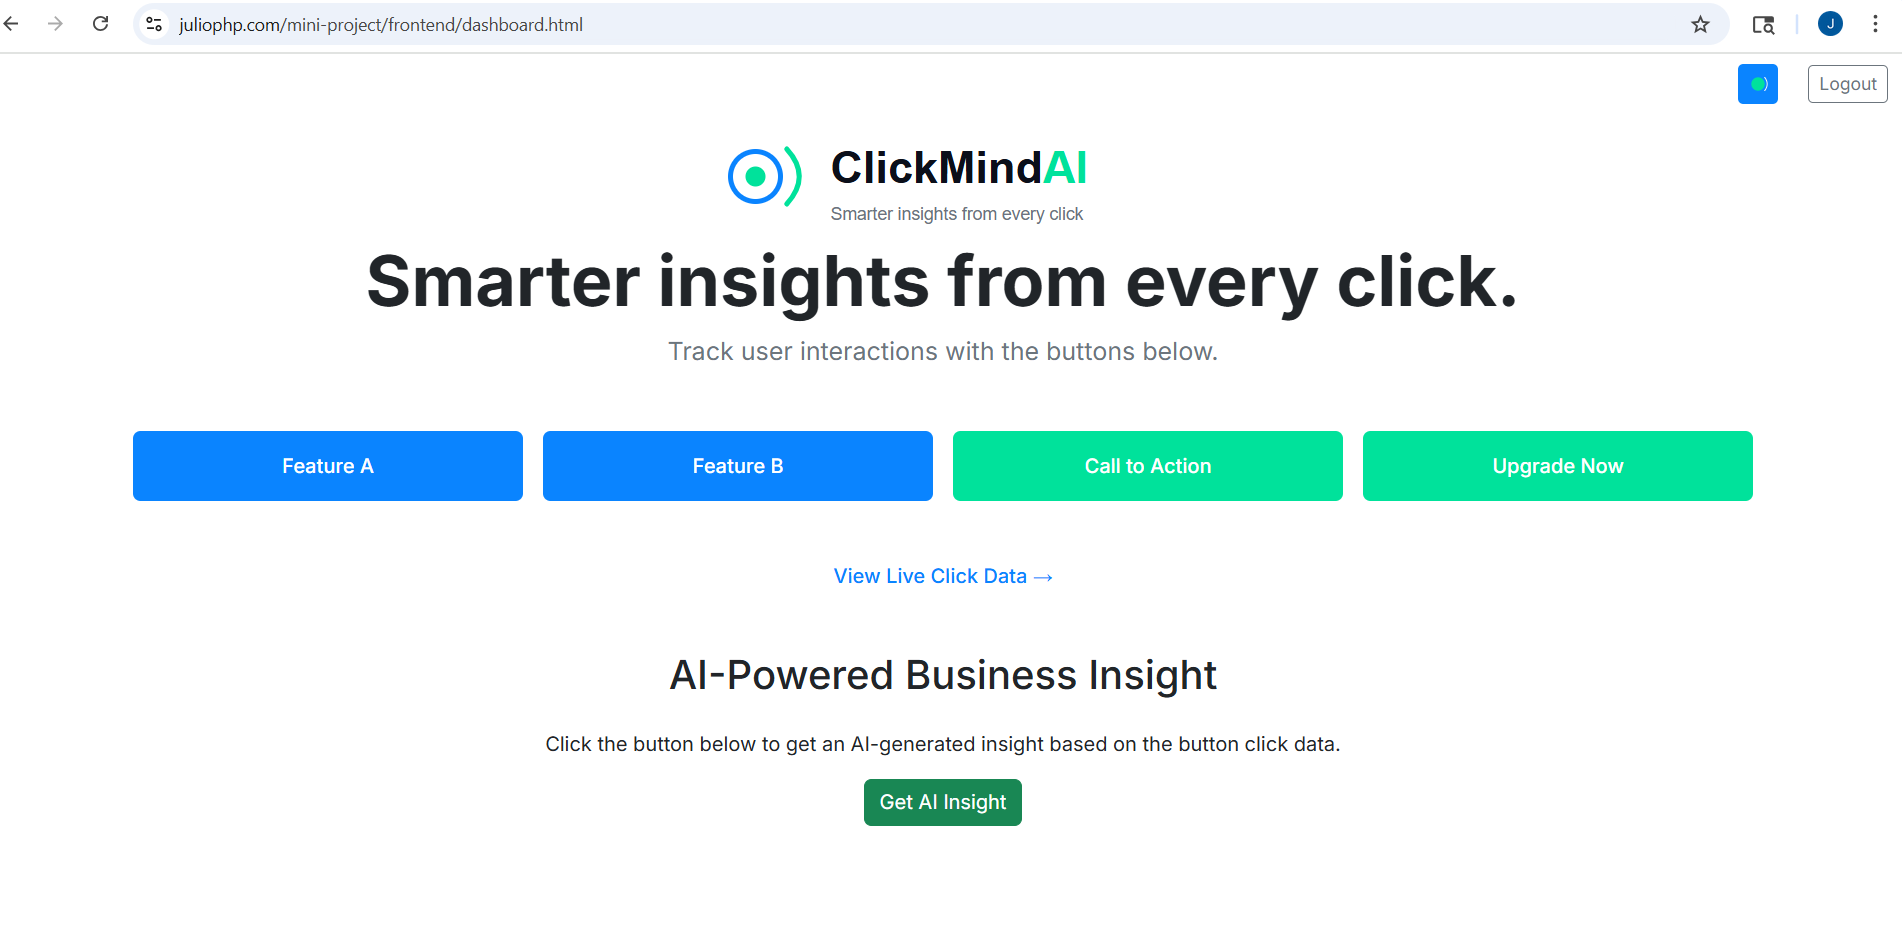 juliophp.com/mini-project/frontend/dashboard.html
J
Logout
ClickMindAI
Smarter insights from every click
Smarter insights from every click.
Track user interactions with the buttons below.
Feature A
Feature B
Call to Action
Upgrade Now
View Live Click Data →
AI-Powered Business Insight
Click the button below to get an AI-generated insight based on the button click data.
Get AI Insight